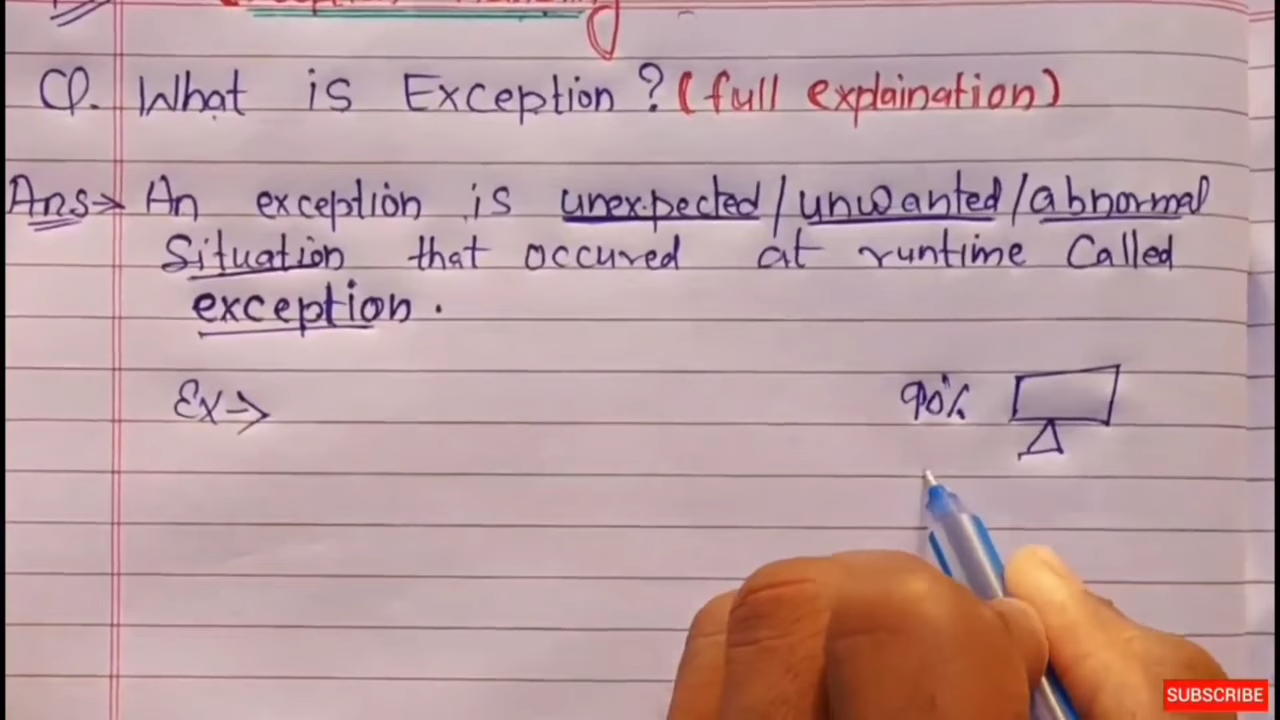 Q. What is Exception? (full explaination)
Ans→ An exception is unexpected/unwanted/abnormal
Situation that occured at runtime Called
exception.
Ex→ 90%
SUBSCRIBE